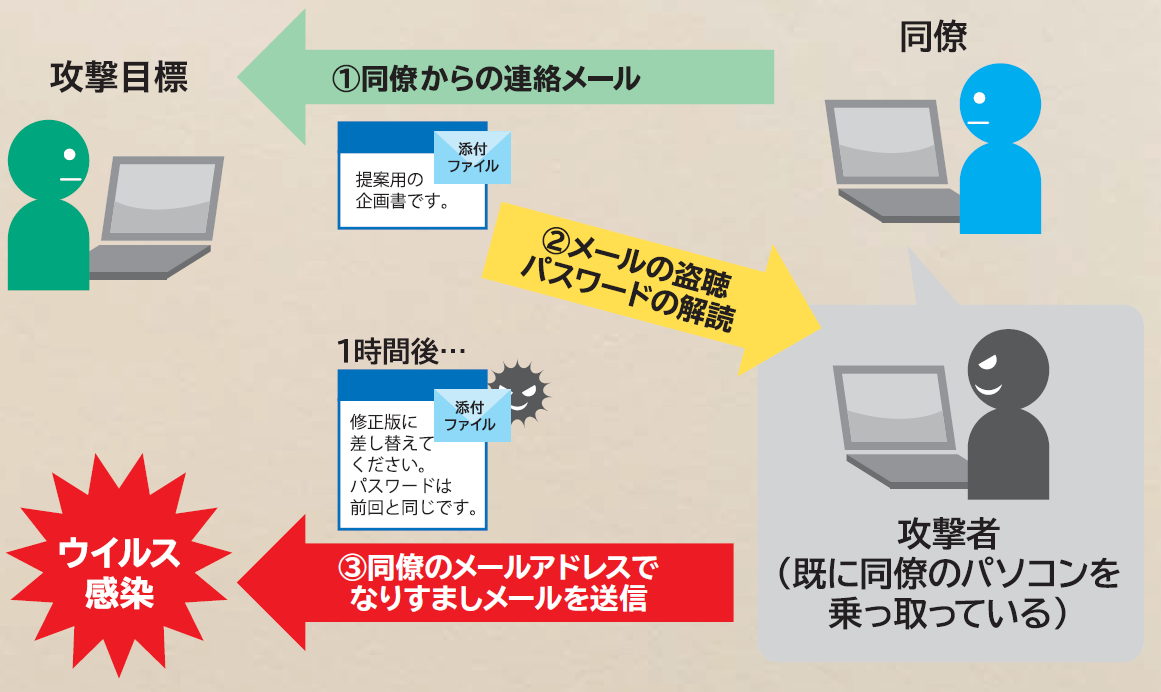 同僚
攻撃目標
①同僚からの連絡メール
添付
ファイル
提案用の
企画書です。
②メールの盗聴
パスワードの解読
1時間後…
添付
ファイル
修正版に
差し替えて
ください。
パスワードは
前回と同じです。
ウイルス
感染
③同僚のメールアドレスで
なりすましメールを送信
攻撃者
（既に同僚のパソコンを
乗っ取っている）